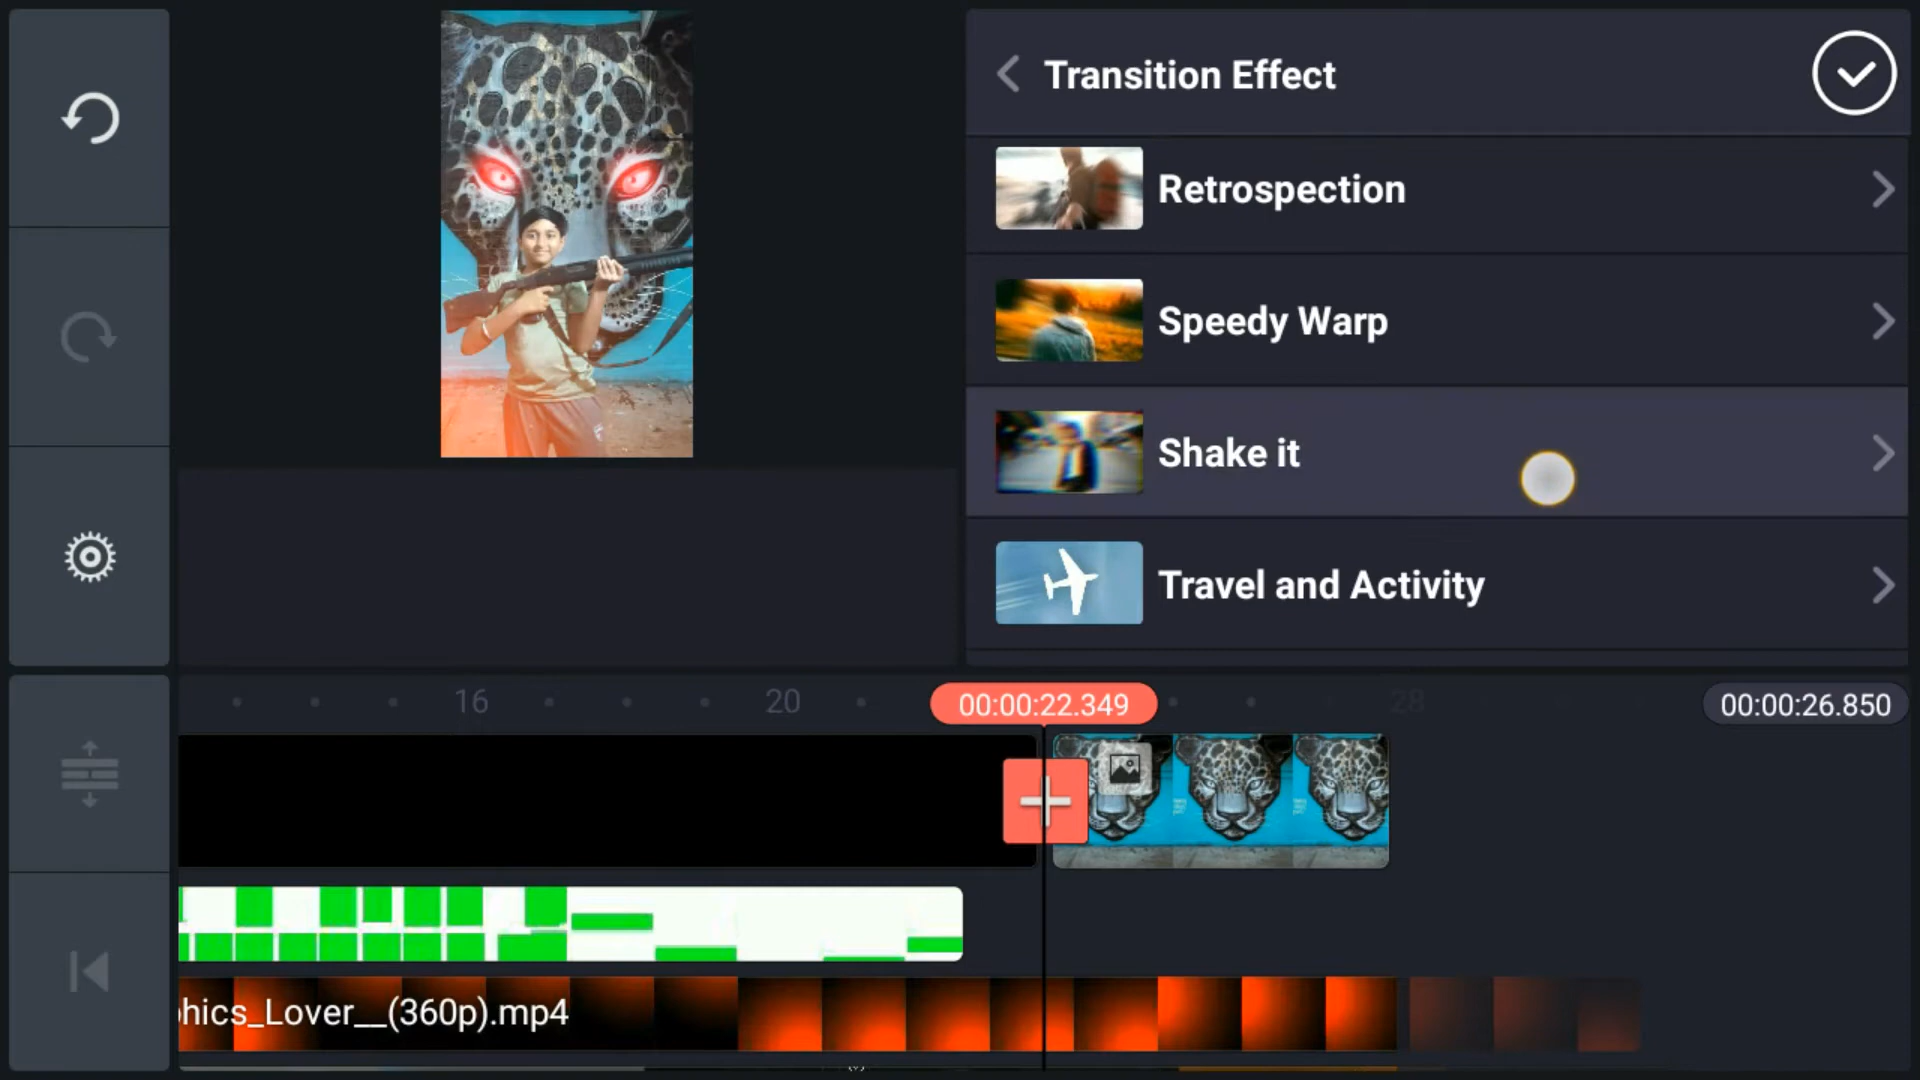 Transition Effect
Retrospection
Speedy Warp
Shake it
Travel and Activity
16
20
00:00:22.349
28
00:00:26.850
hics_Lover__(360p).mp4